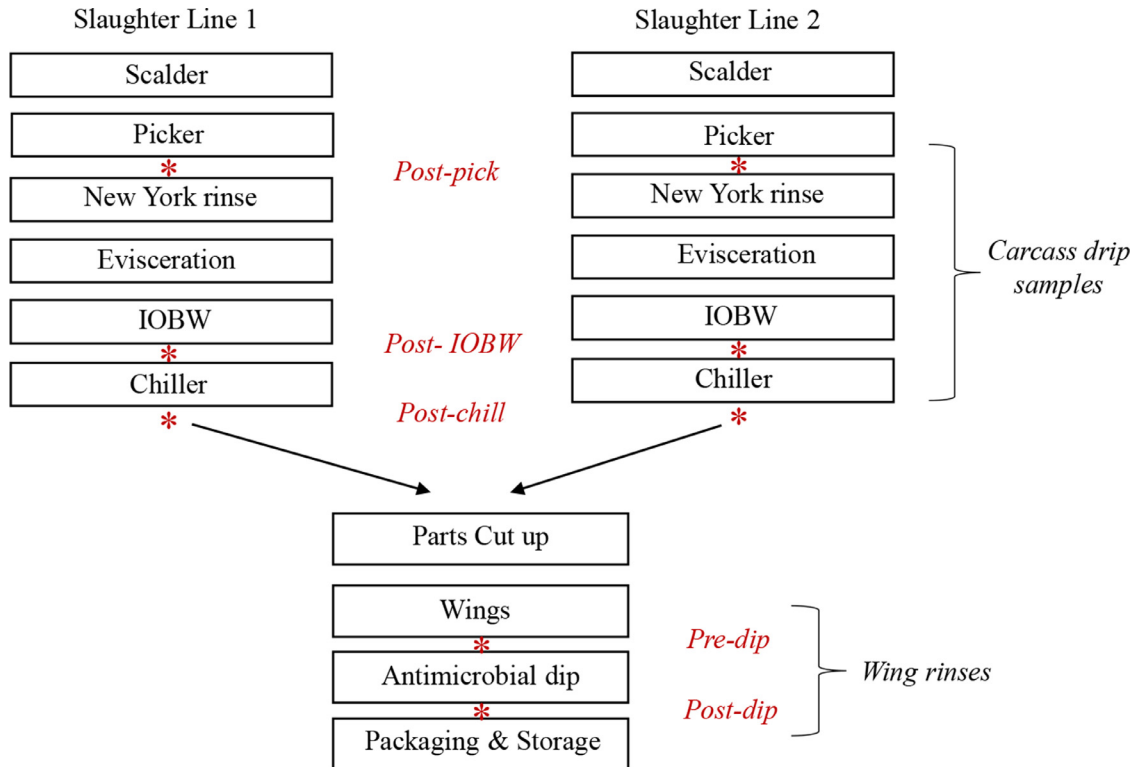 Slaughter Line 1
Slaughter Line 2
Scalder
Scalder
Picker
Picker
*
Post-pick
*
New York rinse
New York rinse
Evisceration
Evisceration
Carcass drip
samples
IOBW
IOBW
*
Post- IOBW
*
Chiller
Chiller
*
Post-chill
*
Parts Cut up
Wings
*
Pre-dip
Antimicrobial dip
Wing rinses
*
Post-dip
Packaging & Storage